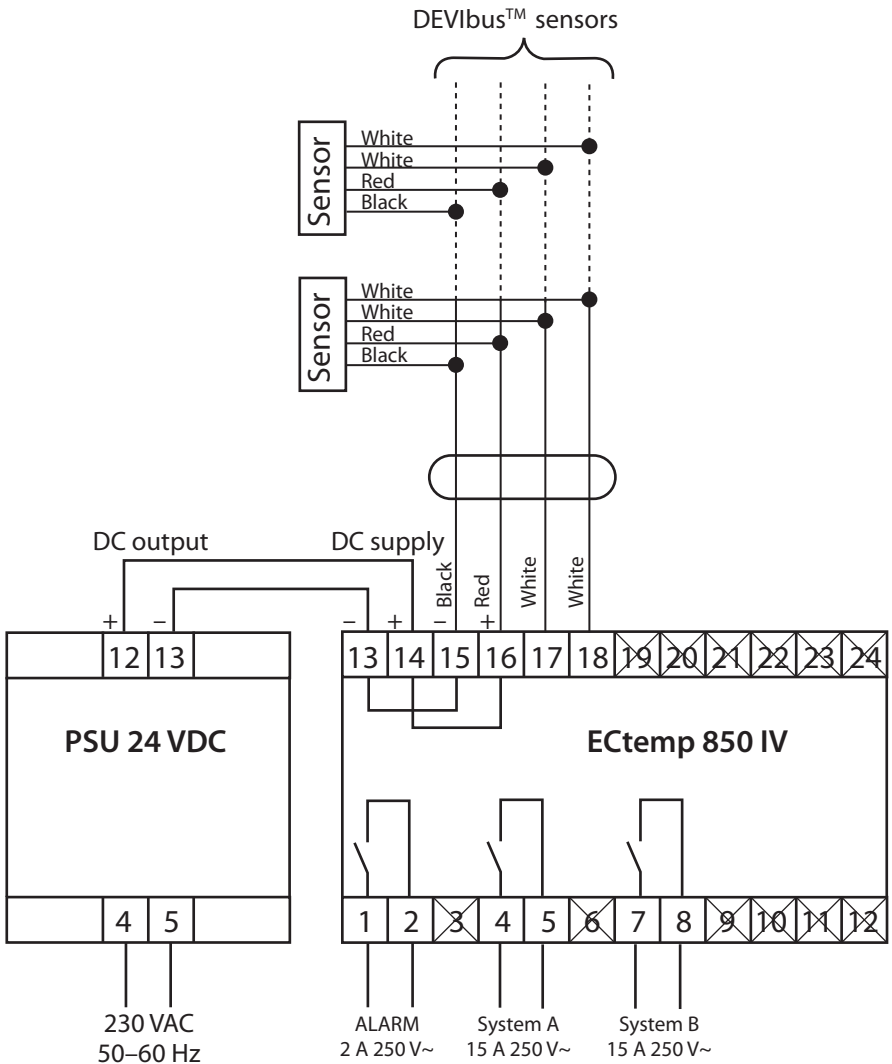 DEVIbus™ sensors
Sensor
White
White
Red
Black
Sensor
White
White
Red
Black
DC output
DC supply
Black
Red
White
White
+ –
– + – +
12 13
13 14 15 16 17 18 19 20 21 22 23 24
PSU 24 VDC
ECtemp 850 IV
4 5
1 2 3 4 5 6 7 8 9 10 11 12
230 VAC
50–60 Hz
ALARM
2 A 250 V~
System A
15 A 250 V~
System B
15 A 250 V~